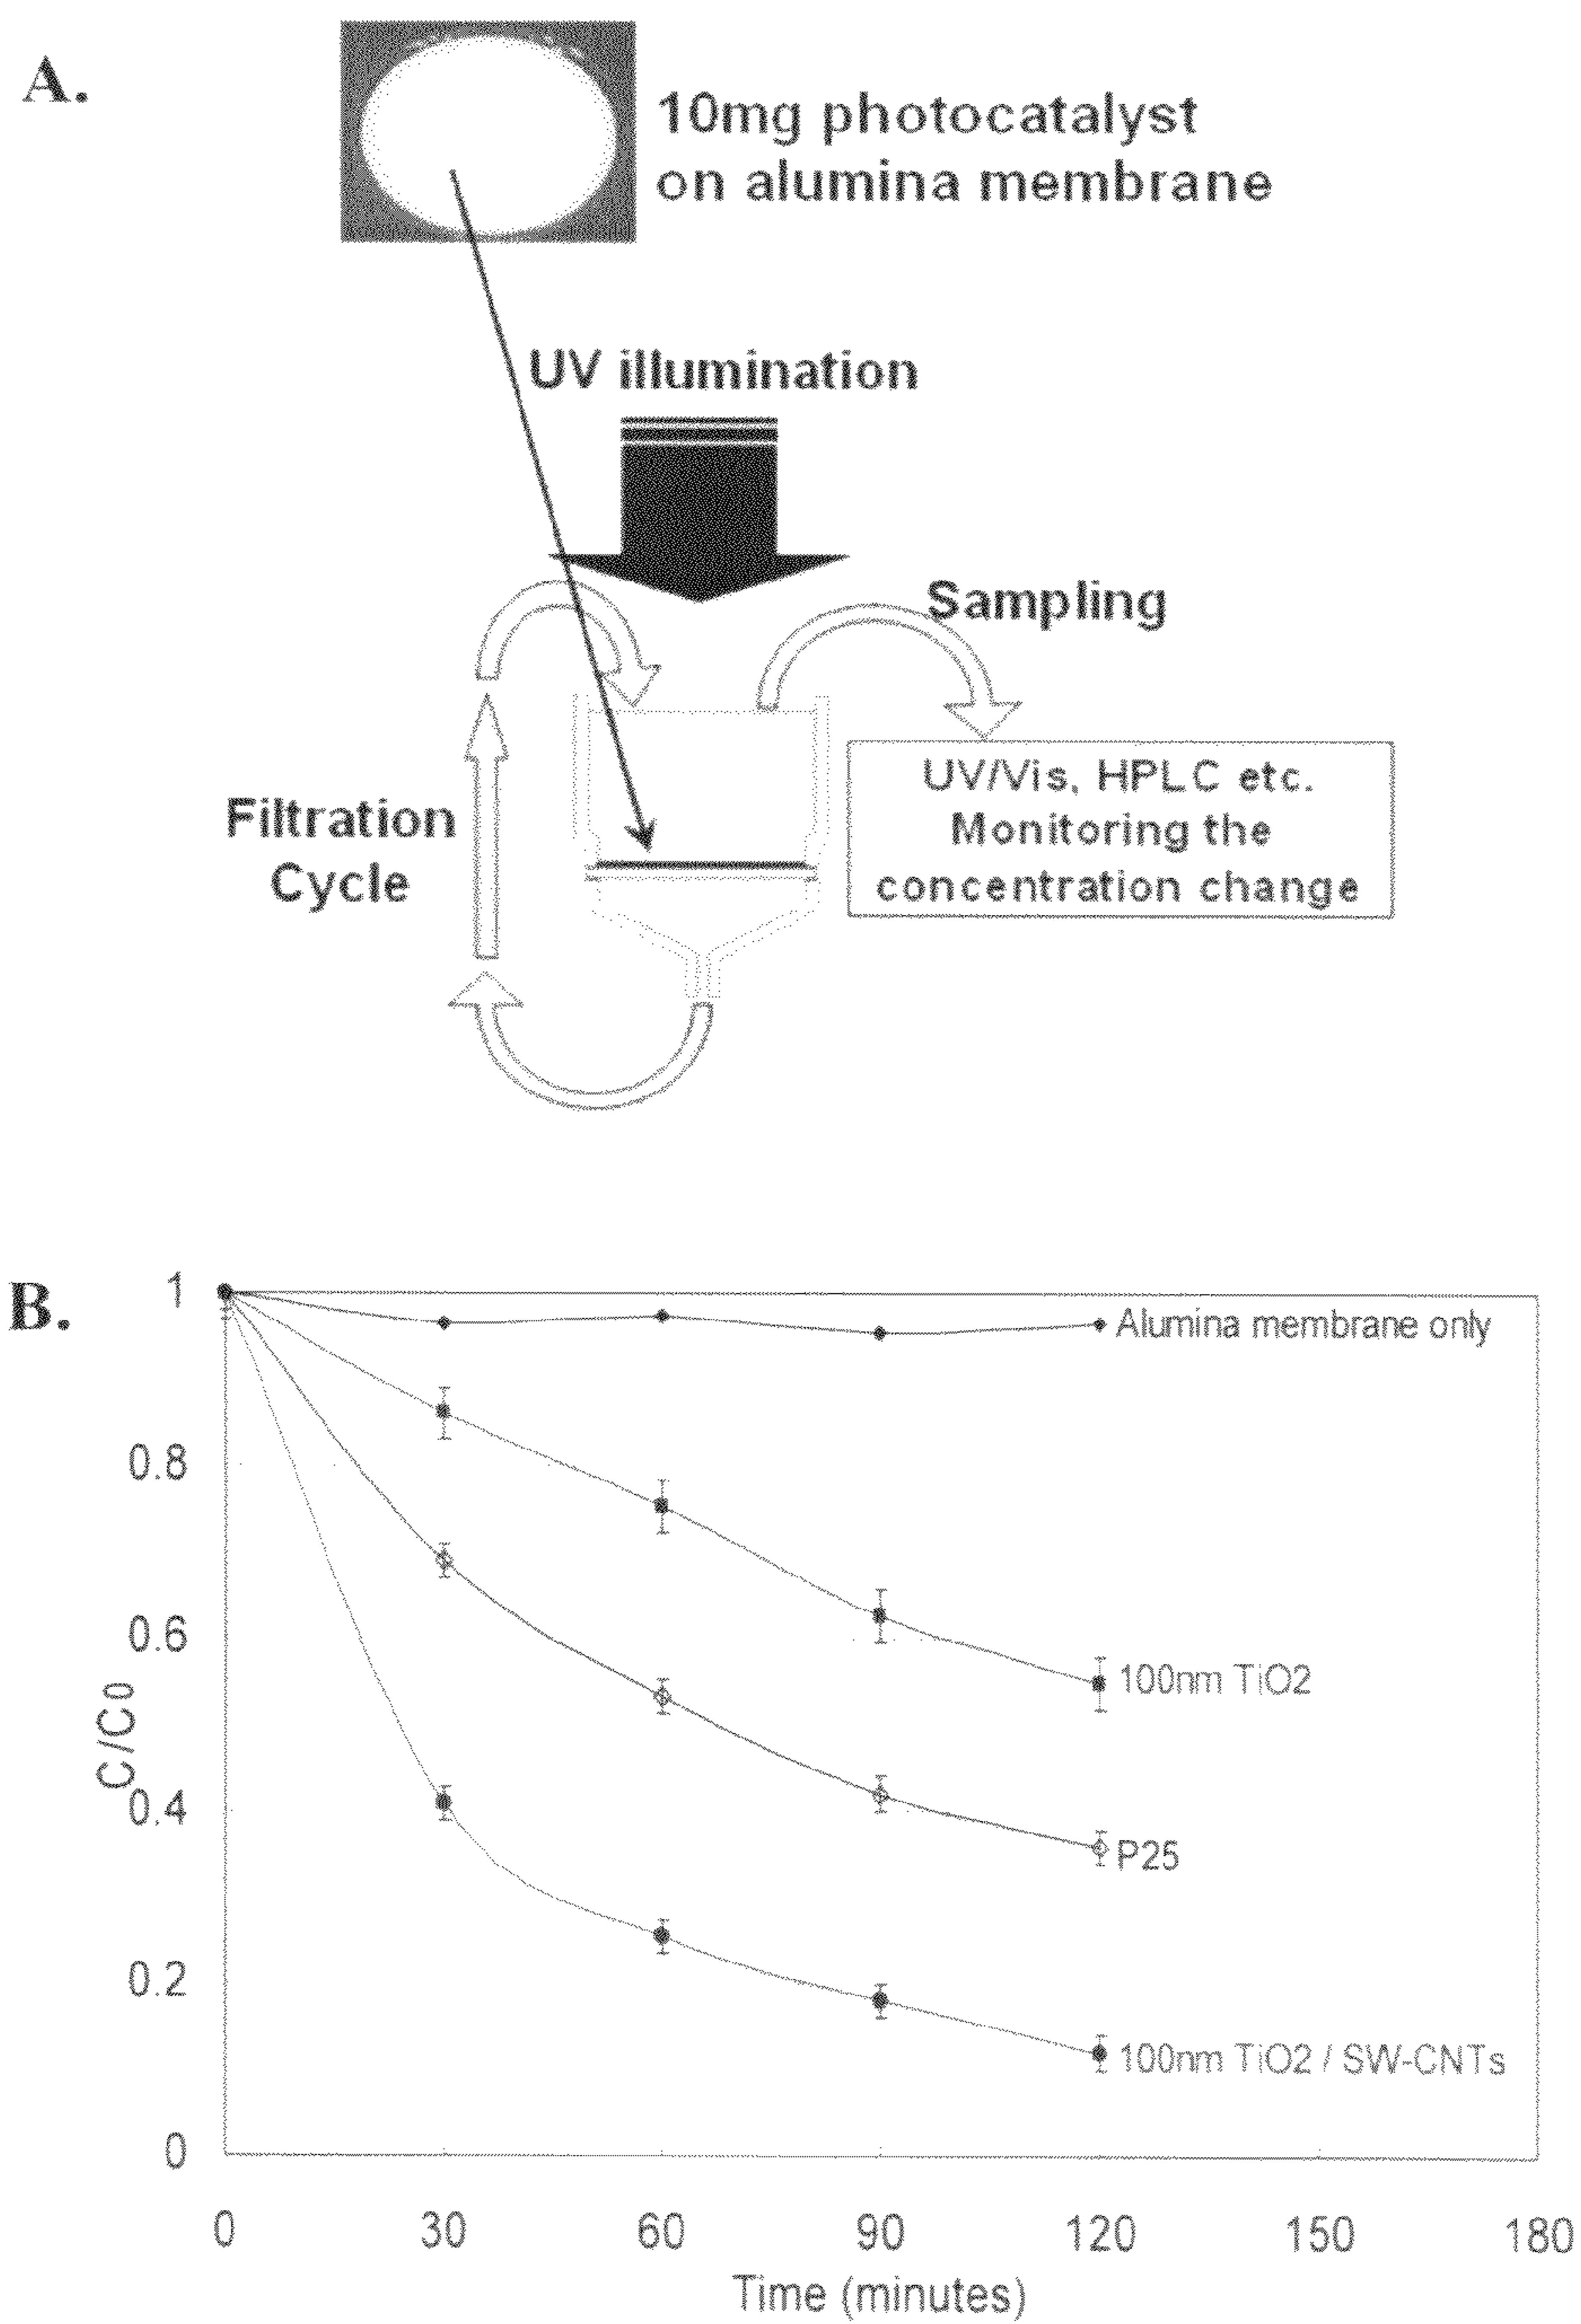 A.
10mg photocatalyst
on alumina membrane
UV illumination
Sampling
Filtration
Cycle
UV/Vis, HPLC etc.
Monitoring the
concentration change
B.
1
0.8
0.6
0.4
0.2
0
C/C0
Alumina membrane only
100nm TiO2
P25
100nm TiO2 / SW-CNTs
0 30 60 90 120 150 180
Time (minutes)